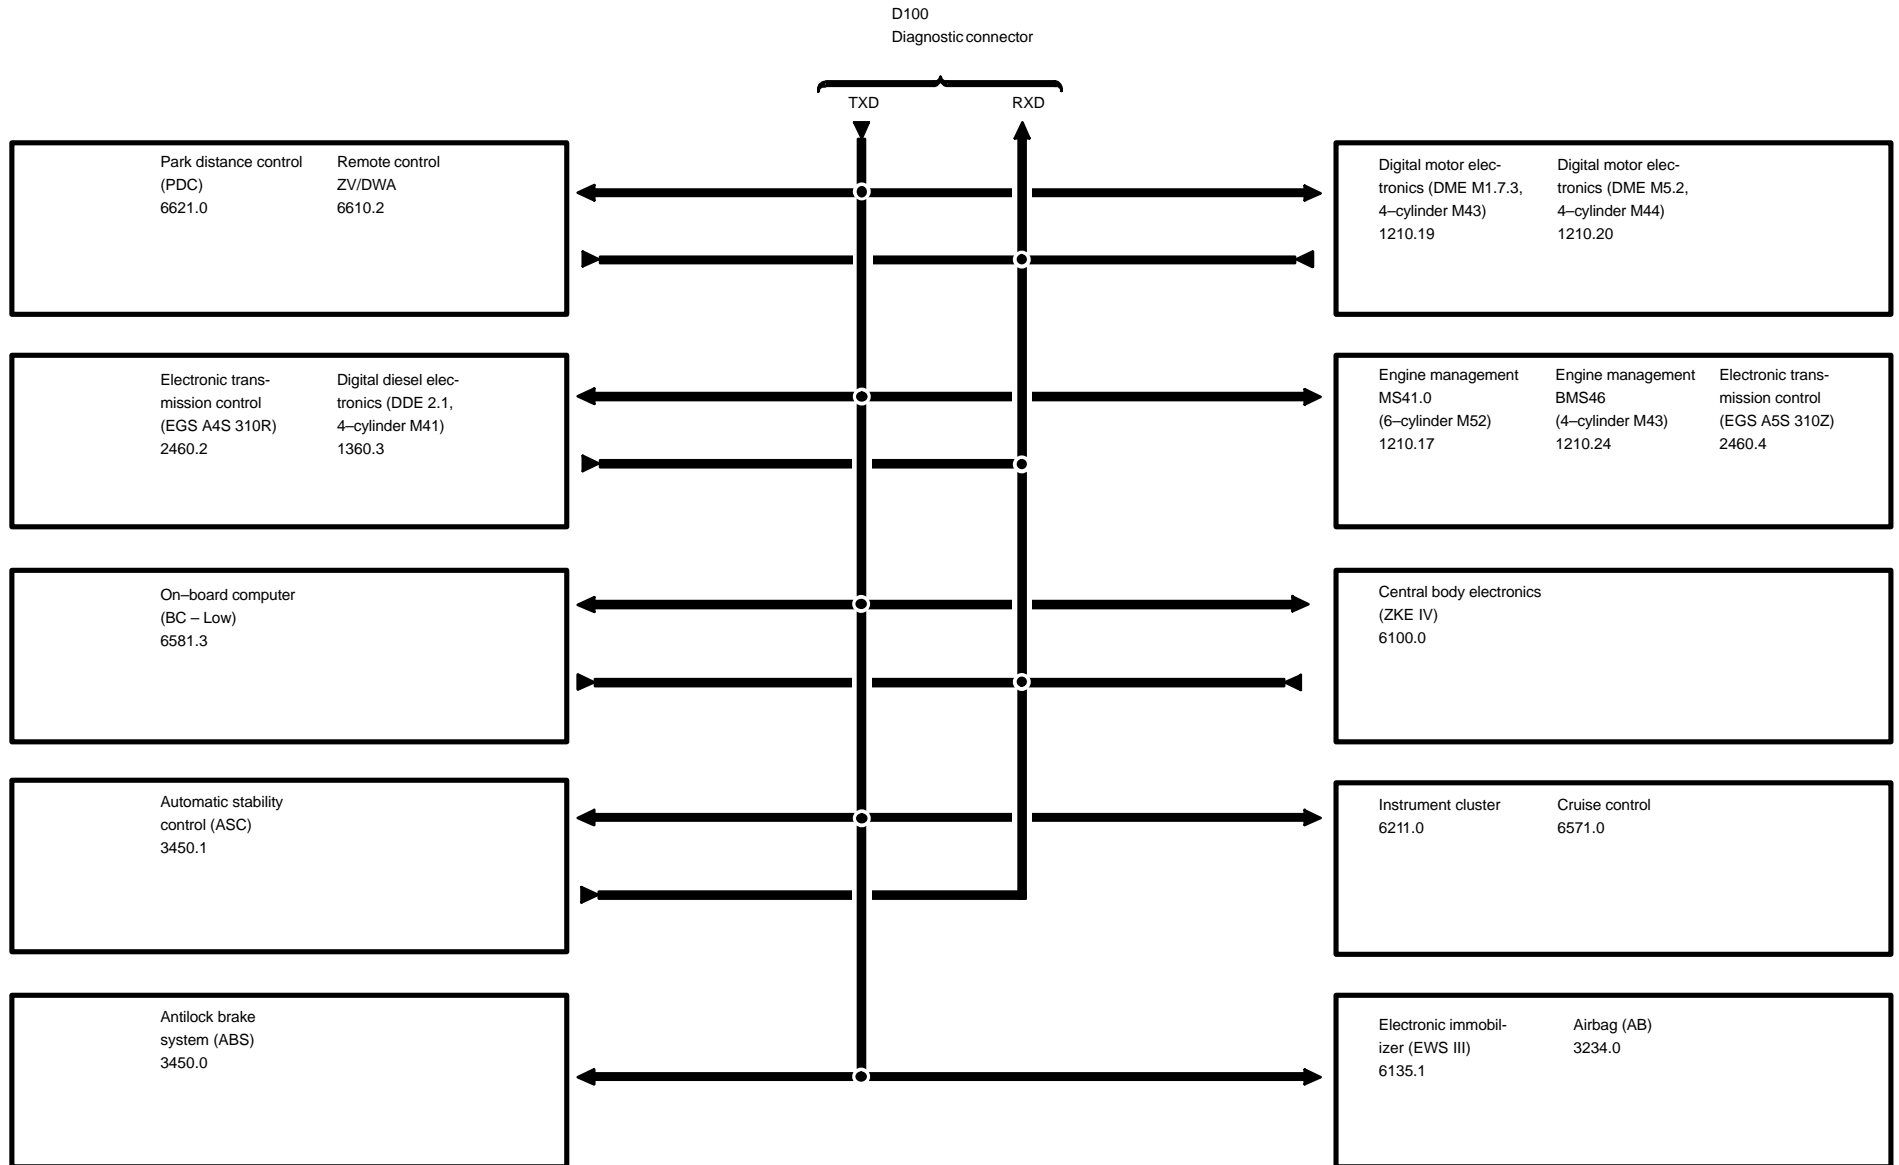 D100
Diagnostic connector
TXD
RXD
Park distance control
(PDC)
6621.0
Remote control
ZV/DWA
6610.2
Digital motor elec-
tronics (DME M1.7.3,
4–cylinder M43)
1210.19
Digital motor elec-
tronics (DME M5.2,
4–cylinder M44)
1210.20
Electronic trans-
mission control
(EGS A4S 310R)
2460.2
Digital diesel elec-
tronics (DDE 2.1,
4–cylinder M41)
1360.3
Engine management
MS41.0
(6–cylinder M52)
1210.17
Engine management
BMS46
(4–cylinder M43)
1210.24
Electronic trans-
mission control
(EGS A5S 310Z)
2460.4
On–board computer
(BC – Low)
6581.3
Central body electronics
(ZKE IV)
6100.0
Automatic stability
control (ASC)
3450.1
Instrument cluster
6211.0
Cruise control
6571.0
Antilock brake
system (ABS)
3450.0
Electronic immobil-
izer (EWS III)
6135.1
Airbag (AB)
3234.0